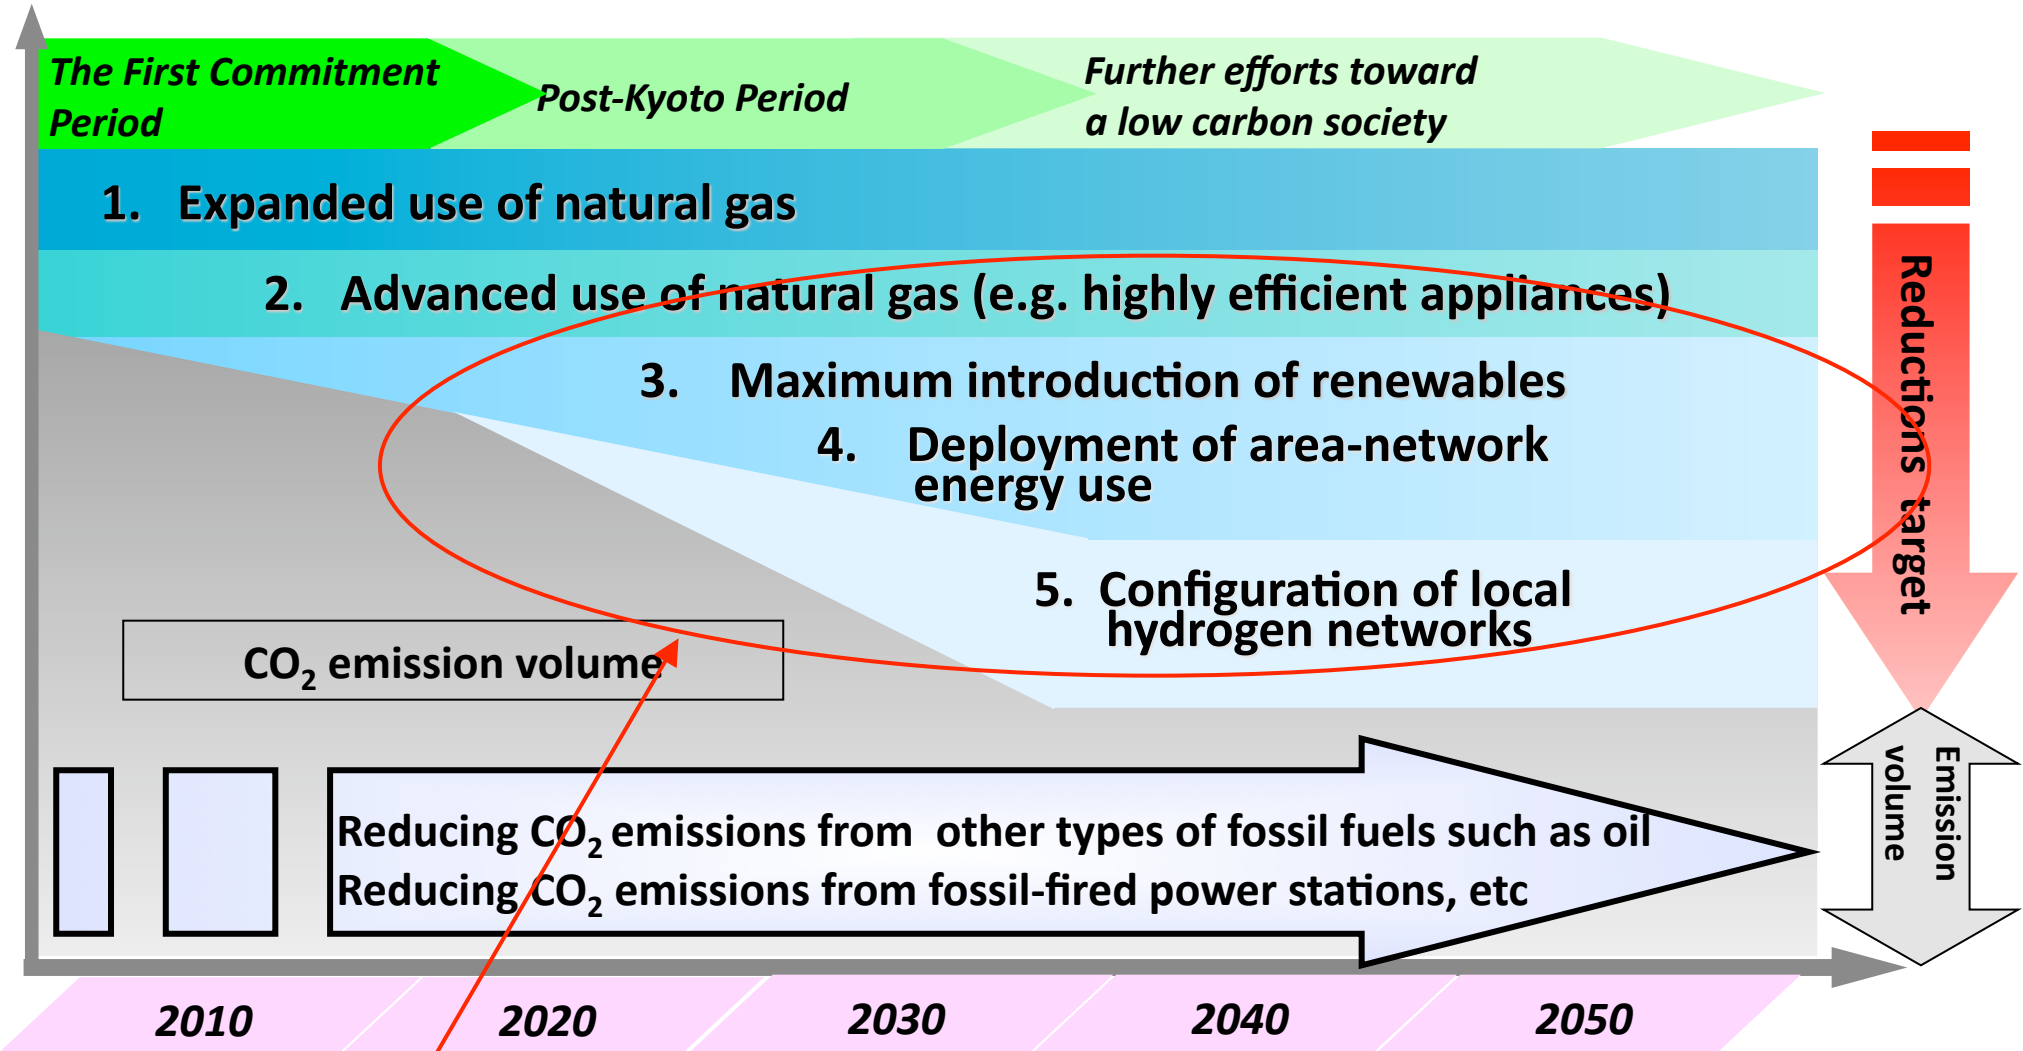 The First Commitment
Period
Post-Kyoto Period
Further efforts toward
a low carbon society
1. Expanded use of natural gas
2. Advanced use of natural gas (e.g. highly efficient appliances)
3. Maximum introduction of renewables
4. Deployment of area-network
energy use
5. Configuration of local
hydrogen networks
CO₂ emission volume
Reducing CO₂ emissions from other types of fossil fuels such as oil
Reducing CO₂ emissions from fossil-fired power stations, etc
Reductions target
Emission
volume
2010
2020
2030
2040
2050